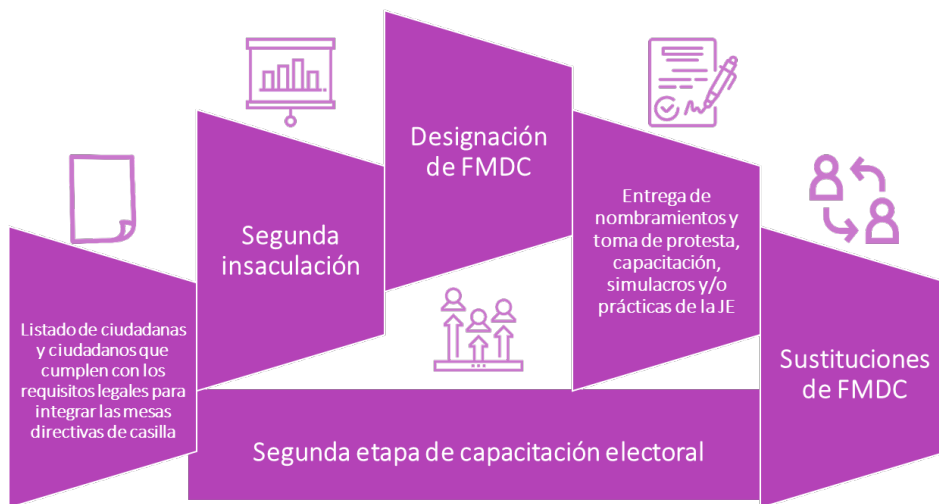 Listado de ciudadanas
y ciudadanos que
cumplen con los
requisitos legales para
integrar las mesas
directivas de casilla
Segunda
insaculación
Designación
de FMDC
Entrega de
nombramientos y
toma de protesta,
capacitación,
simulacros y/o
prácticas de la JE
Sustituciones
de FMDC
Segunda etapa de capacitación electoral